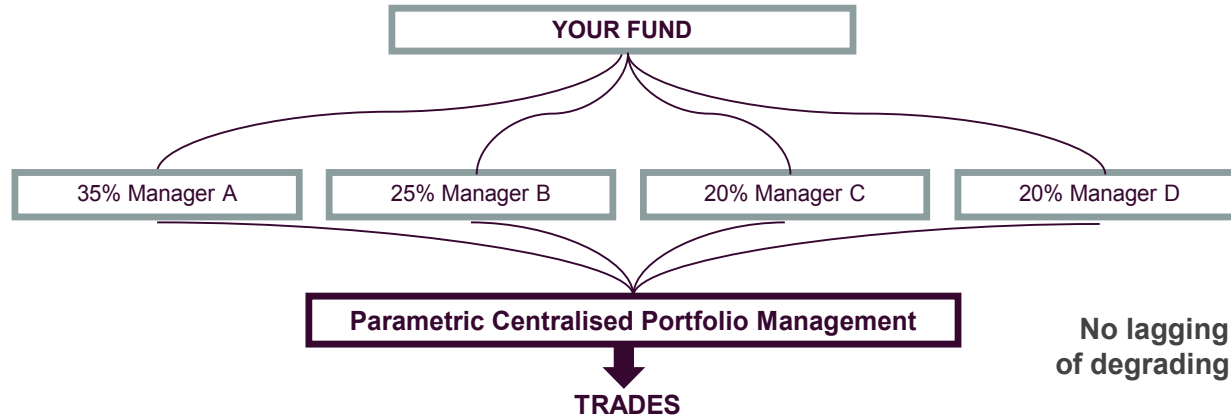 YOUR FUND
35% Manager A
25% Manager B
20% Manager C
20% Manager D
Parametric Centralised Portfolio Management
No lagging
of degrading
TRADES